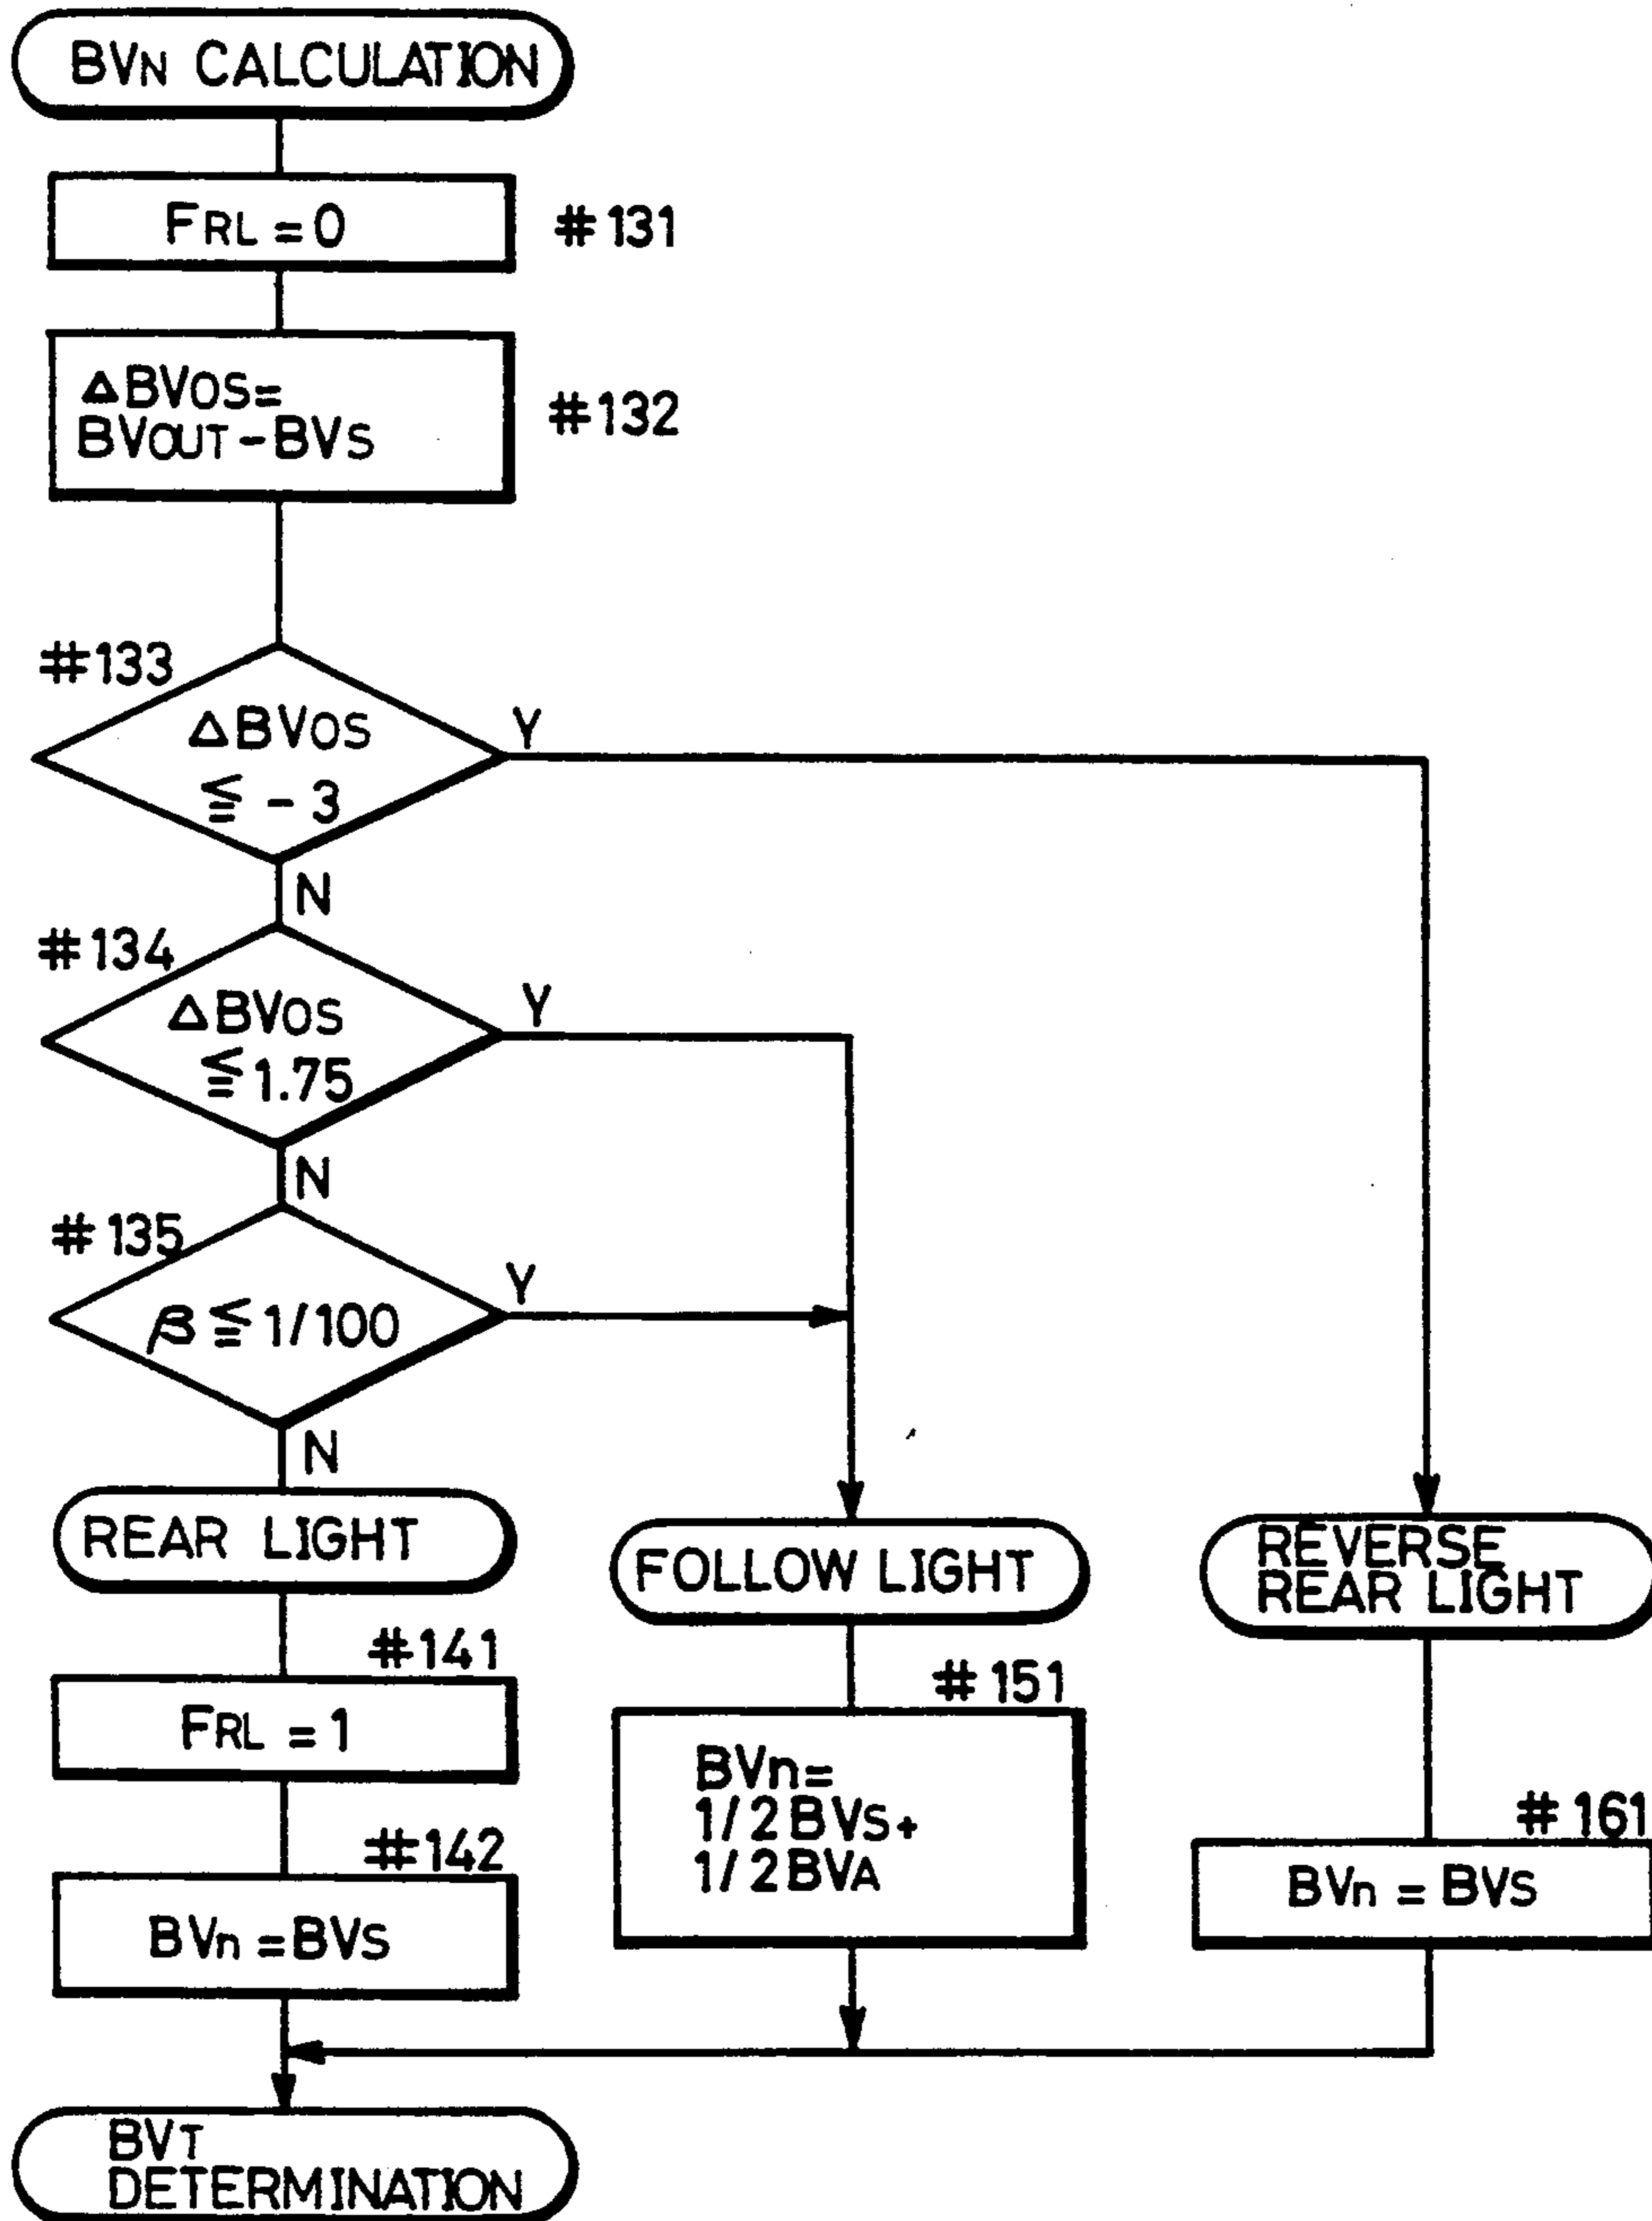 BVN CALCULATION
FRL = 0
#131
ΔBVOS=
BVOUT-BVS
#132
#133
ΔBVOS
≦ -3
Y
N
#134
ΔBVOS
≦1.75
Y
N
#135
β≦1/100
Y
N
REAR LIGHT
FOLLOW LIGHT
REVERSE
REAR LIGHT
#141
FRL = 1
#151
BVn=
1/2BVS+
1/2BVA
#161
BVn = BVS
#142
BVn =BVS
BVT
DETERMINATION